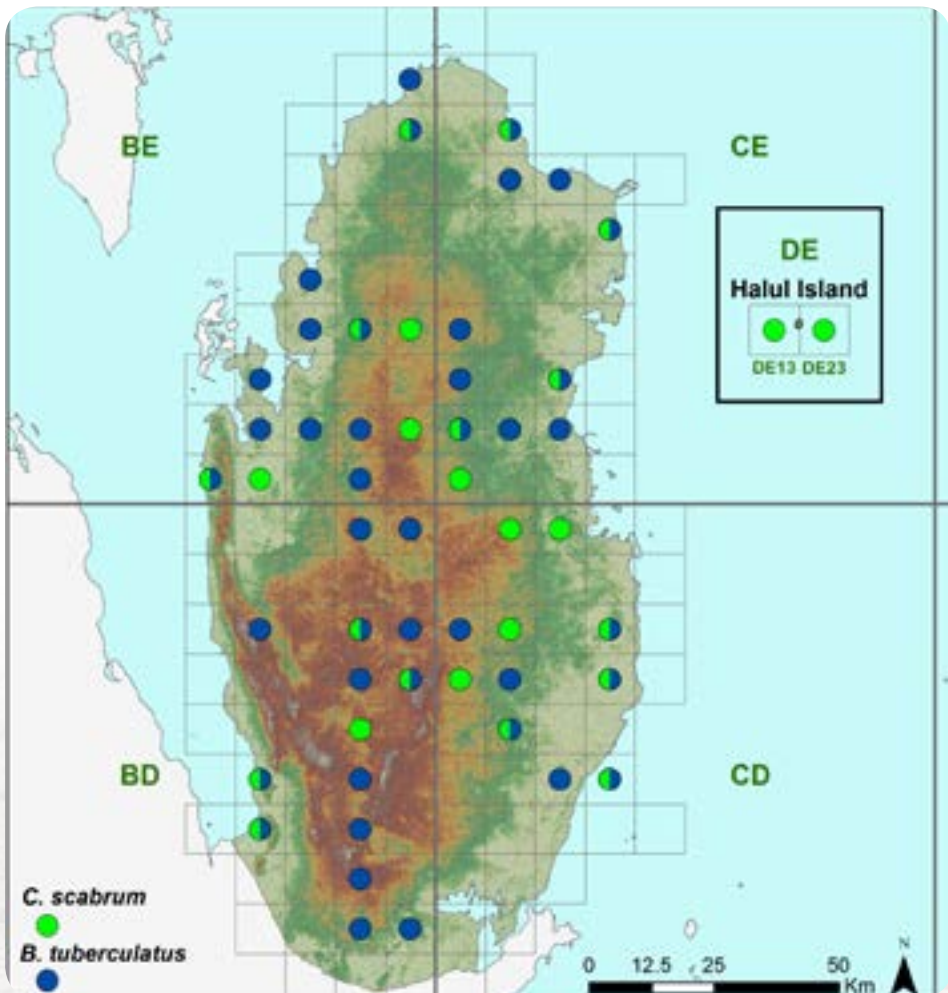 BE
CE
DE
Halul Island
DE13 DE23
BD
CD
C. scabrum
B. tuberculatus
N
0 12.5 25 50
Km